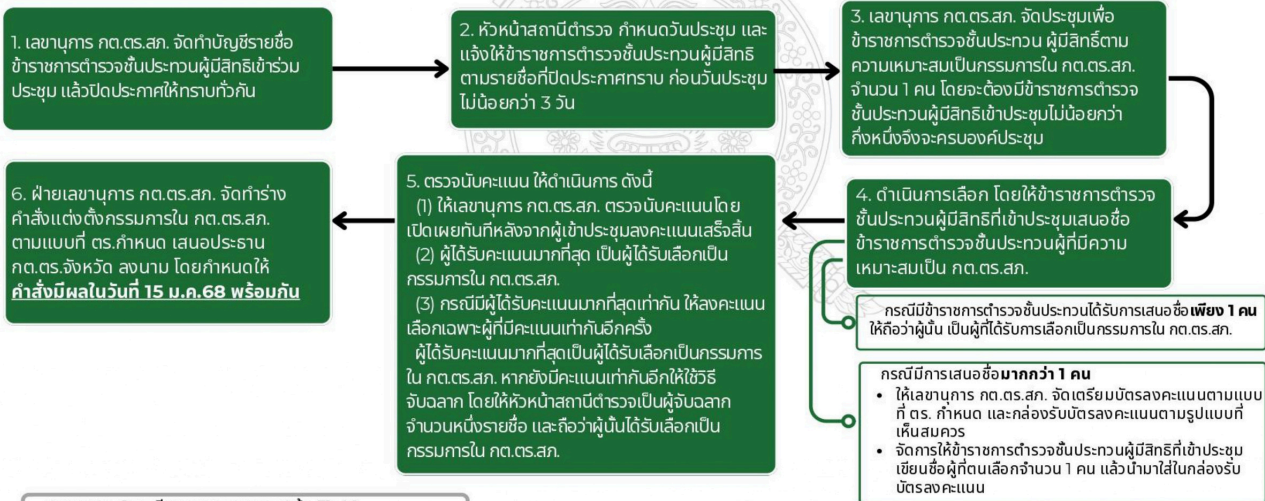 1. เลขานุการ กต.ตร.สภ. จัดทำบัญชีรายชื่อ
ข้าราชการตำรวจชั้นประทวนผู้มีสิทธิเข้าร่วม
ประชุม แล้วปิดประกาศให้ทราบทั่วกัน
2. หัวหน้าสถานีตำรวจ กำหนดวันประชุม และ
แจ้งให้ข้าราชการตำรวจชั้นประทวนผู้มีสิทธิ
ตามรายชื่อที่ปิดประกาศทราบ ก่อนวันประชุม
ไม่น้อยกว่า 3 วัน
3. เลขานุการ กต.ตร.สภ. จัดประชุมเพื่อ
ข้าราชการตำรวจชั้นประทวน ผู้มีสิทธิ์ตาม
ความเหมาะสมเป็นกรรมการใน กต.ตร.สภ.
จำนวน 1 คน โดยจะต้องมีข้าราชการตำรวจ
ชั้นประทวนผู้มีสิทธิเข้าประชุมไม่น้อยกว่า
กึ่งหนึ่งจึงจะครบองค์ประชุม
4. ดำเนินการเลือก โดยให้ข้าราชการตำรวจ
ชั้นประทวนผู้มีสิทธิที่เข้าประชุมเสนอชื่อ
ข้าราชการตำรวจชั้นประทวนผู้ที่มีความ
เหมาะสมเป็น กต.ตร.สภ.
กรณีมีข้าราชการตำรวจชั้นประทวนได้รับการเสนอชื่อเพียง 1 คน
ให้ถือว่าผู้นั้น เป็นผู้ที่ได้รับการเลือกเป็นกรรมการใน กต.ตร.สภ.
กรณีมีการเสนอชื่อมากกว่า 1 คน
• ให้เลขานุการ กต.ตร.สภ. จัดเตรียมบัตรลงคะแนนตามแบบ
ที่ ตร. กำหนด และกล่องรับบัตรลงคะแนนตามรูปแบบที่
เห็นสมควร
• จัดการให้ข้าราชการตำรวจชั้นประทวนผู้มีสิทธิที่เข้าประชุม
เขียนชื่อผู้ที่ตนเลือกจำนวน 1 คน แล้วนำมาใส่ในกล่องรับ
บัตรลงคะแนน
5. ตรวจนับคะแนน ให้ดำเนินการ ดังนี้
(1) ให้เลขานุการ กต.ตร.สภ. ตรวจนับคะแนนโดย
เปิดเผยทันทีหลังจากผู้เข้าประชุมลงคะแนนเสร็จสิ้น
(2) ผู้ได้รับคะแนนมากที่สุด เป็นผู้ได้รับเลือกเป็น
กรรมการใน กต.ตร.สภ.
(3) กรณีมีผู้ได้รับคะแนนมากที่สุดเท่ากัน ให้ลงคะแนน
เลือกเฉพาะผู้ที่มีคะแนนเท่ากันอีกครั้ง
ผู้ได้รับคะแนนมากที่สุดเป็นผู้ได้รับเลือกเป็นกรรมการ
ใน กต.ตร.สภ. หากยังมีคะแนนเท่ากันอีกให้ใช้วิธี
จับฉลาก โดยให้หัวหน้าสถานีตำรวจเป็นผู้จับฉลาก
จำนวนหนึ่งรายชื่อ และถือว่าผู้นั้นได้รับเลือกเป็น
กรรมการใน กต.ตร.สภ.
6. ฝ่ายเลขานุการ กต.ตร.สภ. จัดทำร่าง
คำสั่งแต่งตั้งกรรมการใน กต.ตร.สภ.
ตามแบบที่ ตร.กำหนด เสนอประธาน
กต.ตร.จังหวัด ลงนาม โดยกำหนดให้
คำสั่งมีผลในวันที่ 15 ม.ค.68 พร้อมกัน